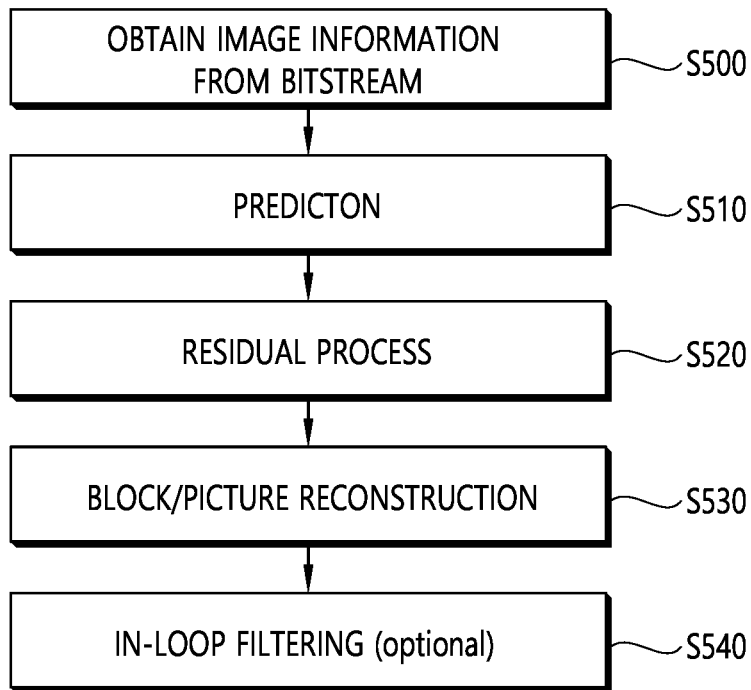 OBTAIN IMAGE INFORMATION
FROM BITSTREAM
S500
PREDICTON
S510
RESIDUAL PROCESS
S520
BLOCK/PICTURE RECONSTRUCTION
S530
IN-LOOP FILTERING (optional)
S540